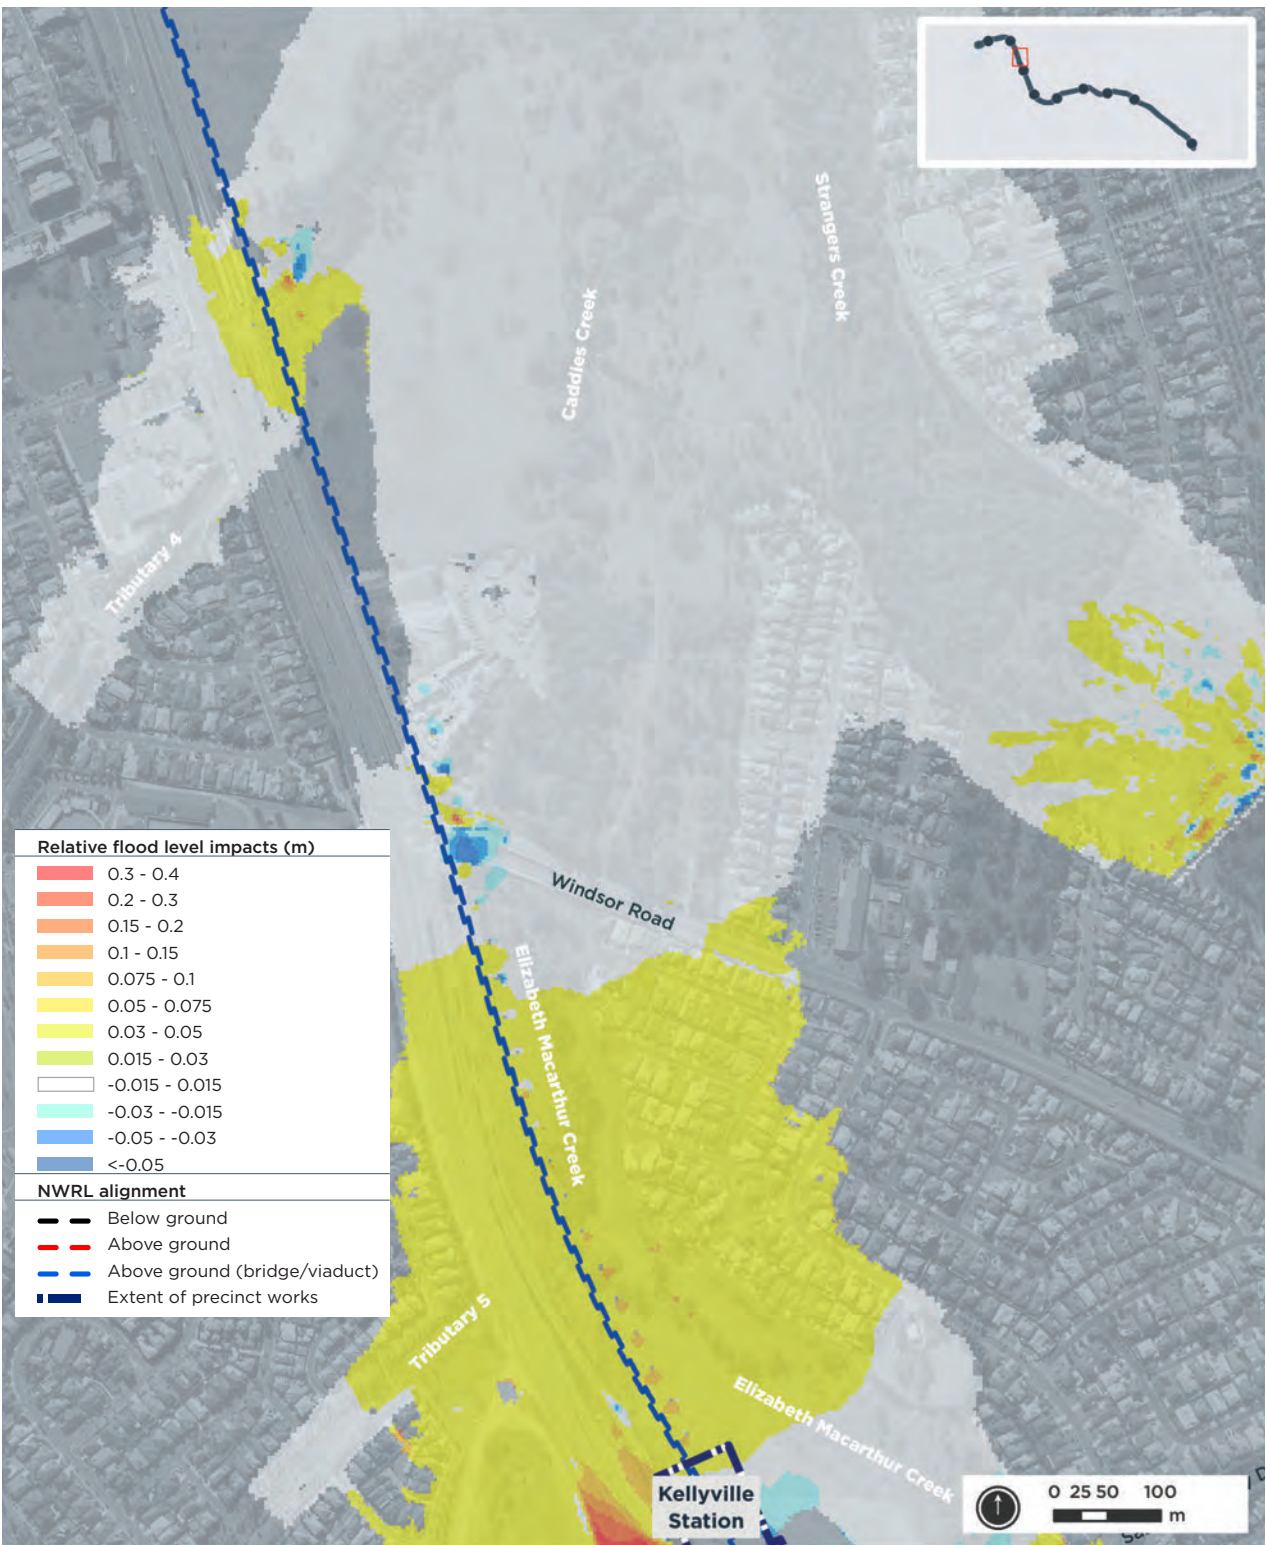 Strangers Creek
Caddies Creek
Tributary 4
Windsor Road
Elizabeth Macarthur Creek
Relative flood level impacts (m)
0.3 - 0.4
0.2 - 0.3
0.15 - 0.2
0.1 - 0.15
0.075 - 0.1
0.05 - 0.075
0.03 - 0.05
0.015 - 0.03
-0.015 - 0.015
-0.03 - -0.015
-0.05 - -0.03
<-0.05
NWRL alignment
Below ground
Above ground
Above ground (bridge/viaduct)
Extent of precinct works
Tributary 5
Elizabeth Macarthur Creek
Kellyville
Station
0 25 50 100
m